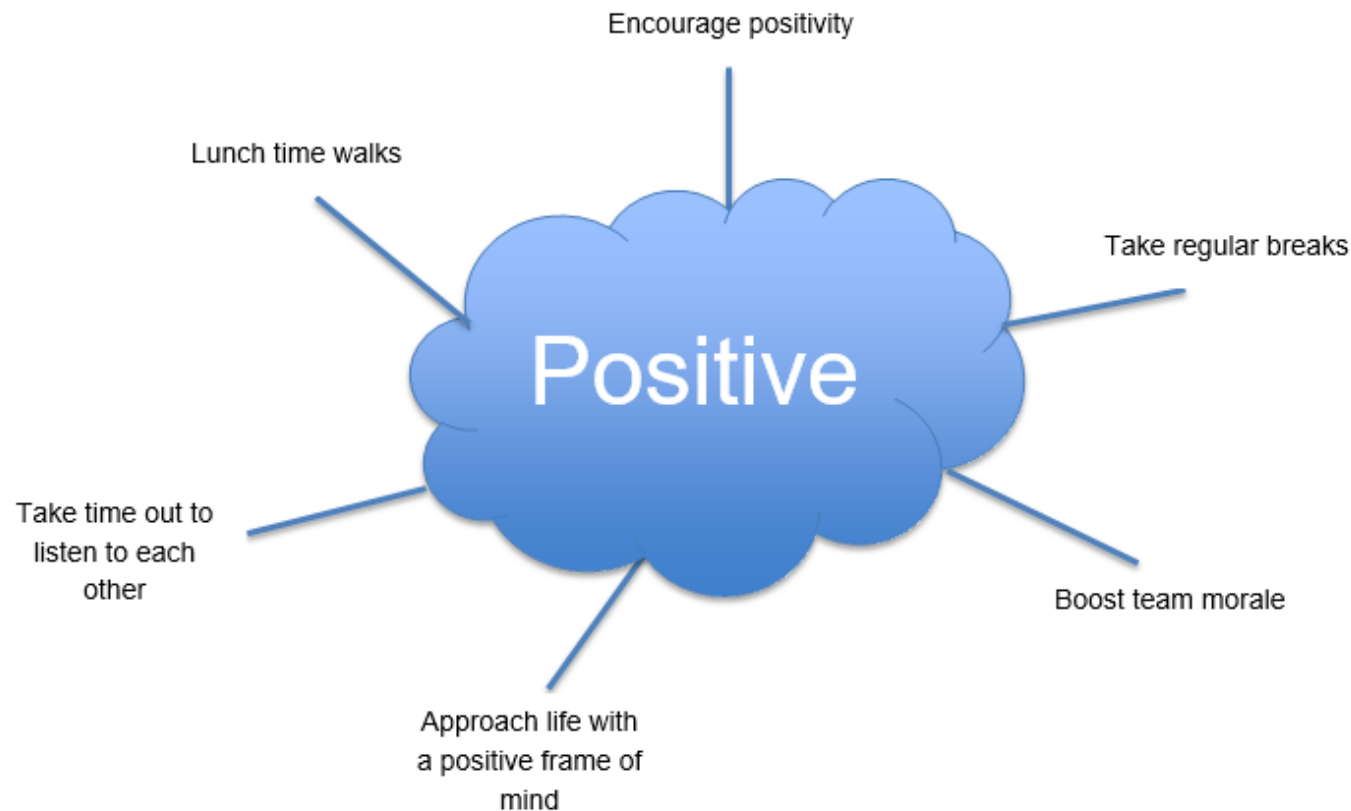 Encourage positivity
Lunch time walks
Take regular breaks
Positive
Take time out to
listen to each
other
Boost team morale
Approach life with
a positive frame of
mind